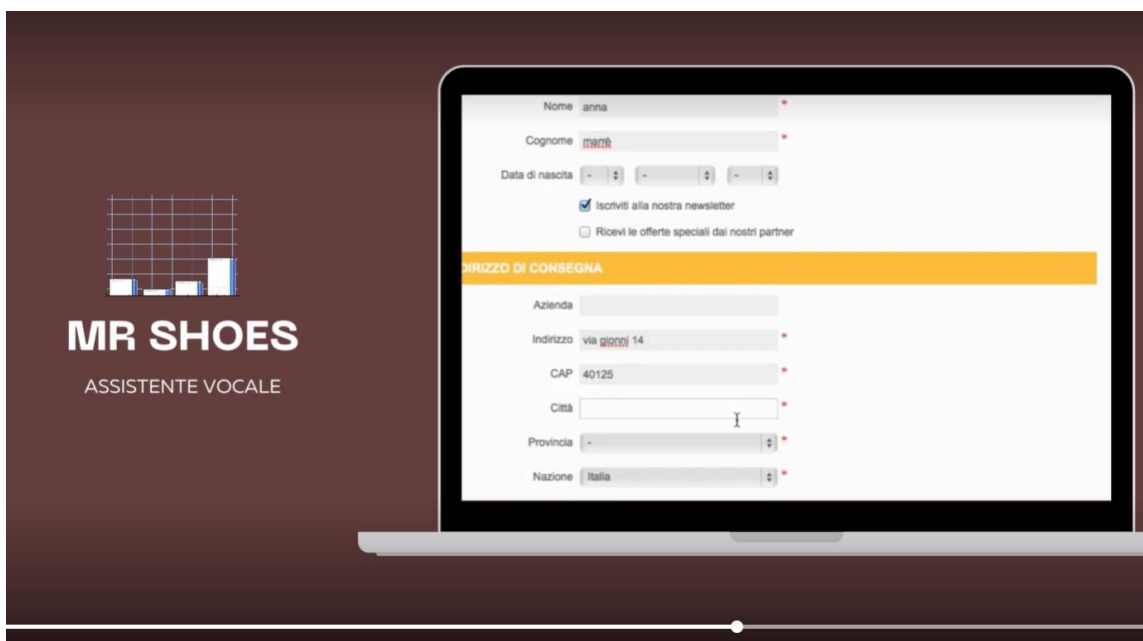 MR SHOES
ASSISTENTE VOCALE
Nome anna *
Cognome marrè *
Data di nascita - - -
Iscriviti alla nostra newsletter
Ricevi le offerte speciali dai nostri partner
DIRIZZO DI CONSEGNA
Azienda
Indirizzo via gionni 14 *
CAP 40125 *
Città *
Provincia - *
Nazione Italia *